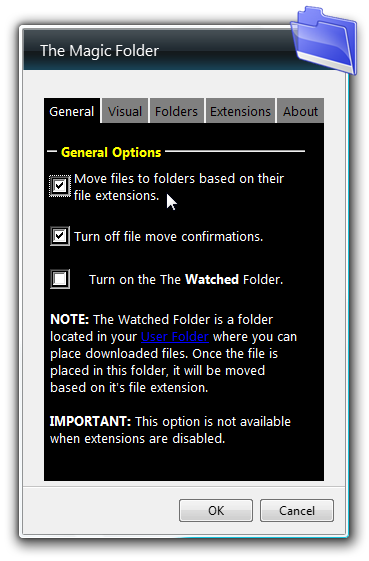 The Magic Folder
General Visual Folders Extensions About
General Options
Move files to folders based on their
file extensions.
Turn off file move confirmations.
Turn on the The Watched Folder.
NOTE: The Watched Folder is a folder
located in your User Folder where you can
place downloaded files. Once the file is
placed in this folder, it will be moved
based on it's file extension.
IMPORTANT: This option is not available
when extensions are disabled.
OK Cancel